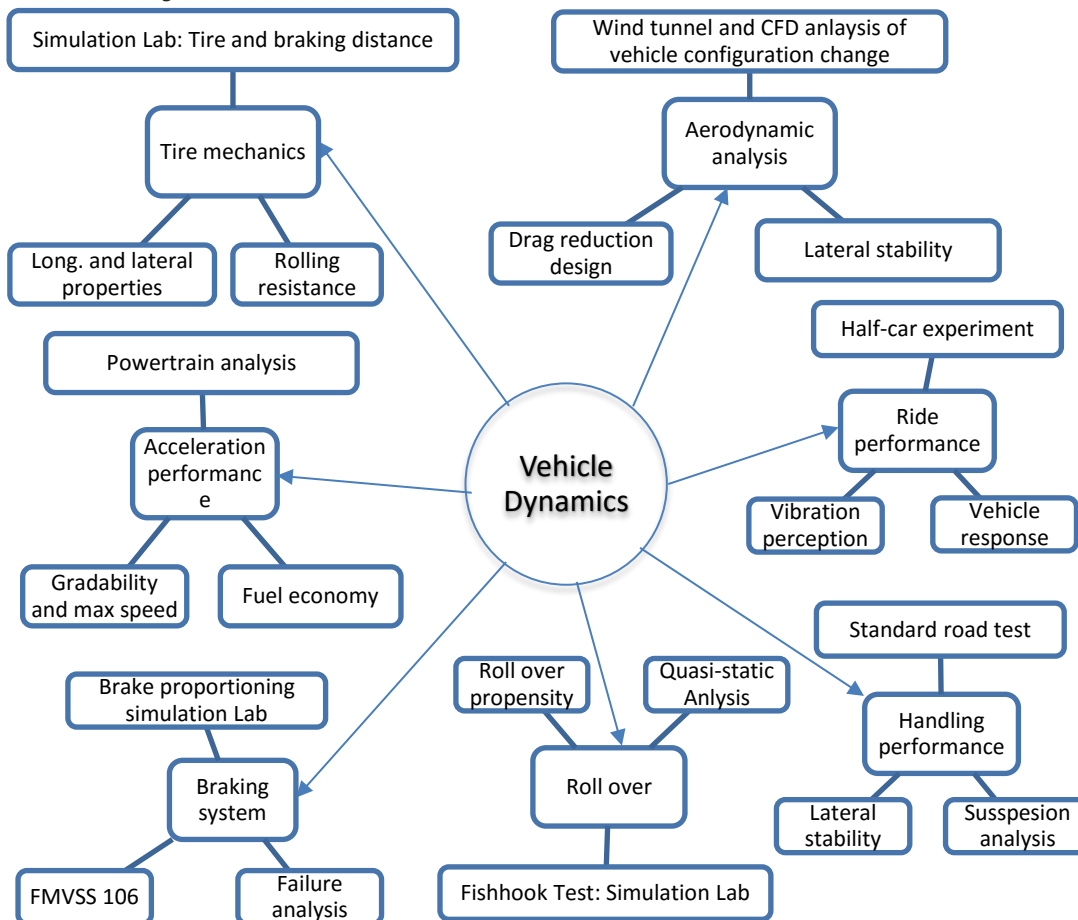 Simulation Lab: Tire and braking distance
Wind tunnel and CFD anlaysis of
vehicle configuration change
Tire mechanics
Aerodynamic
analysis
Long. and lateral
properties
Rolling
resistance
Drag reduction
design
Lateral stability
Half-car experiment
Powertrain analysis
Ride
performance
Acceleration
performanc
e
Vehicle
Dynamics
Vibration
perception
Vehicle
response
Gradability
and max speed
Fuel economy
Standard road test
Roll over
propensity
Quasi-static
Anlysis
Brake proportioning
simulation Lab
Handling
performance
Braking
system
Roll over
Lateral
stability
Susspesion
analysis
FMVSS 106
Failure
analysis
Fishhook Test: Simulation Lab